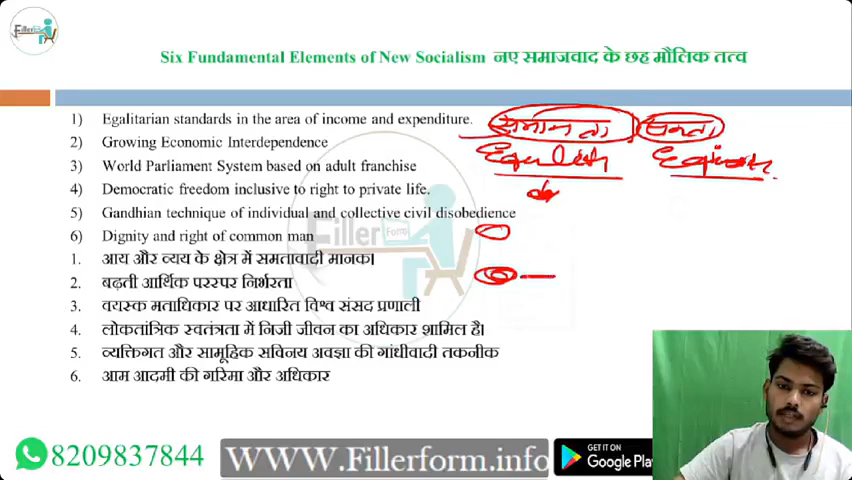 Filler Form
Six Fundamental Elements of New Socialism नए समाजवाद के छह मौलिक तत्व
1) Egalitarian standards in the area of income and expenditure.
समानता समता
2) Growing Economic Interdependence
3) World Parliament System based on adult franchise
4) Democratic freedom inclusive to right to private life.
5) Gandhian technique of individual and collective civil disobedience
6) Dignity and right of common man
Filler Form
1. आय और व्यय के क्षेत्र में समतावादी मानक।
2. बढ़ती आर्थिक परस्पर निर्भरता
3. वयस्क मताधिकार पर आधारित विश्व संसद प्रणाली
4. लोकतांत्रिक स्वतंत्रता में निजी जीवन का अधिकार शामिल है।
5. व्यक्तिगत और सामूहिक सविनय अवज्ञा की गांधीवादी तकनीक
6. आम आदमी की गरिमा और अधिकार
8209837844 WWW.Fillerform.info GET IT ON
Google Pla